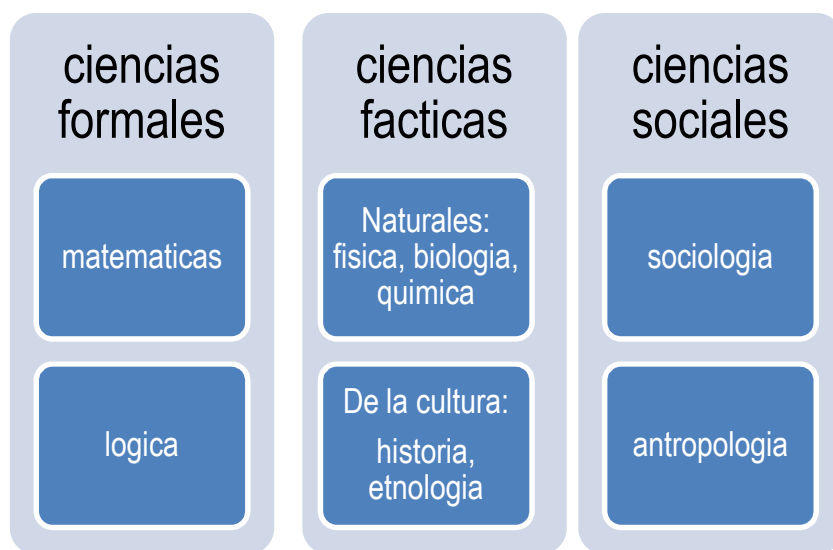 ciencias
formales
matematicas
logica
ciencias
facticas
Naturales:
fisica, biologia,
quimica
De la cultura:
historia,
etnologia
ciencias
sociales
sociologia
antropologia